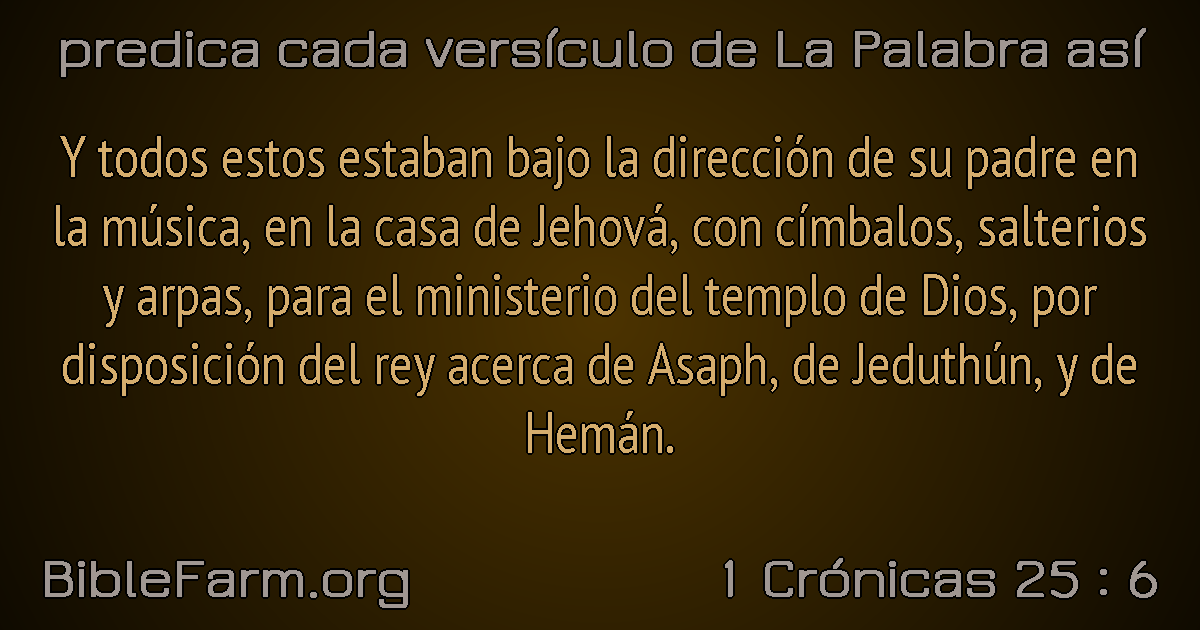 predica cada versículo de La Palabra así
Y todos estos estaban bajo la dirección de su padre en
la música, en la casa de Jehová, con címbalos, salterios
y arpas, para el ministerio del templo de Dios, por
disposición del rey acerca de Asaph, de Jeduthún, y de
Hemán.
BibleFarm.org 1 Crónicas 25 : 6